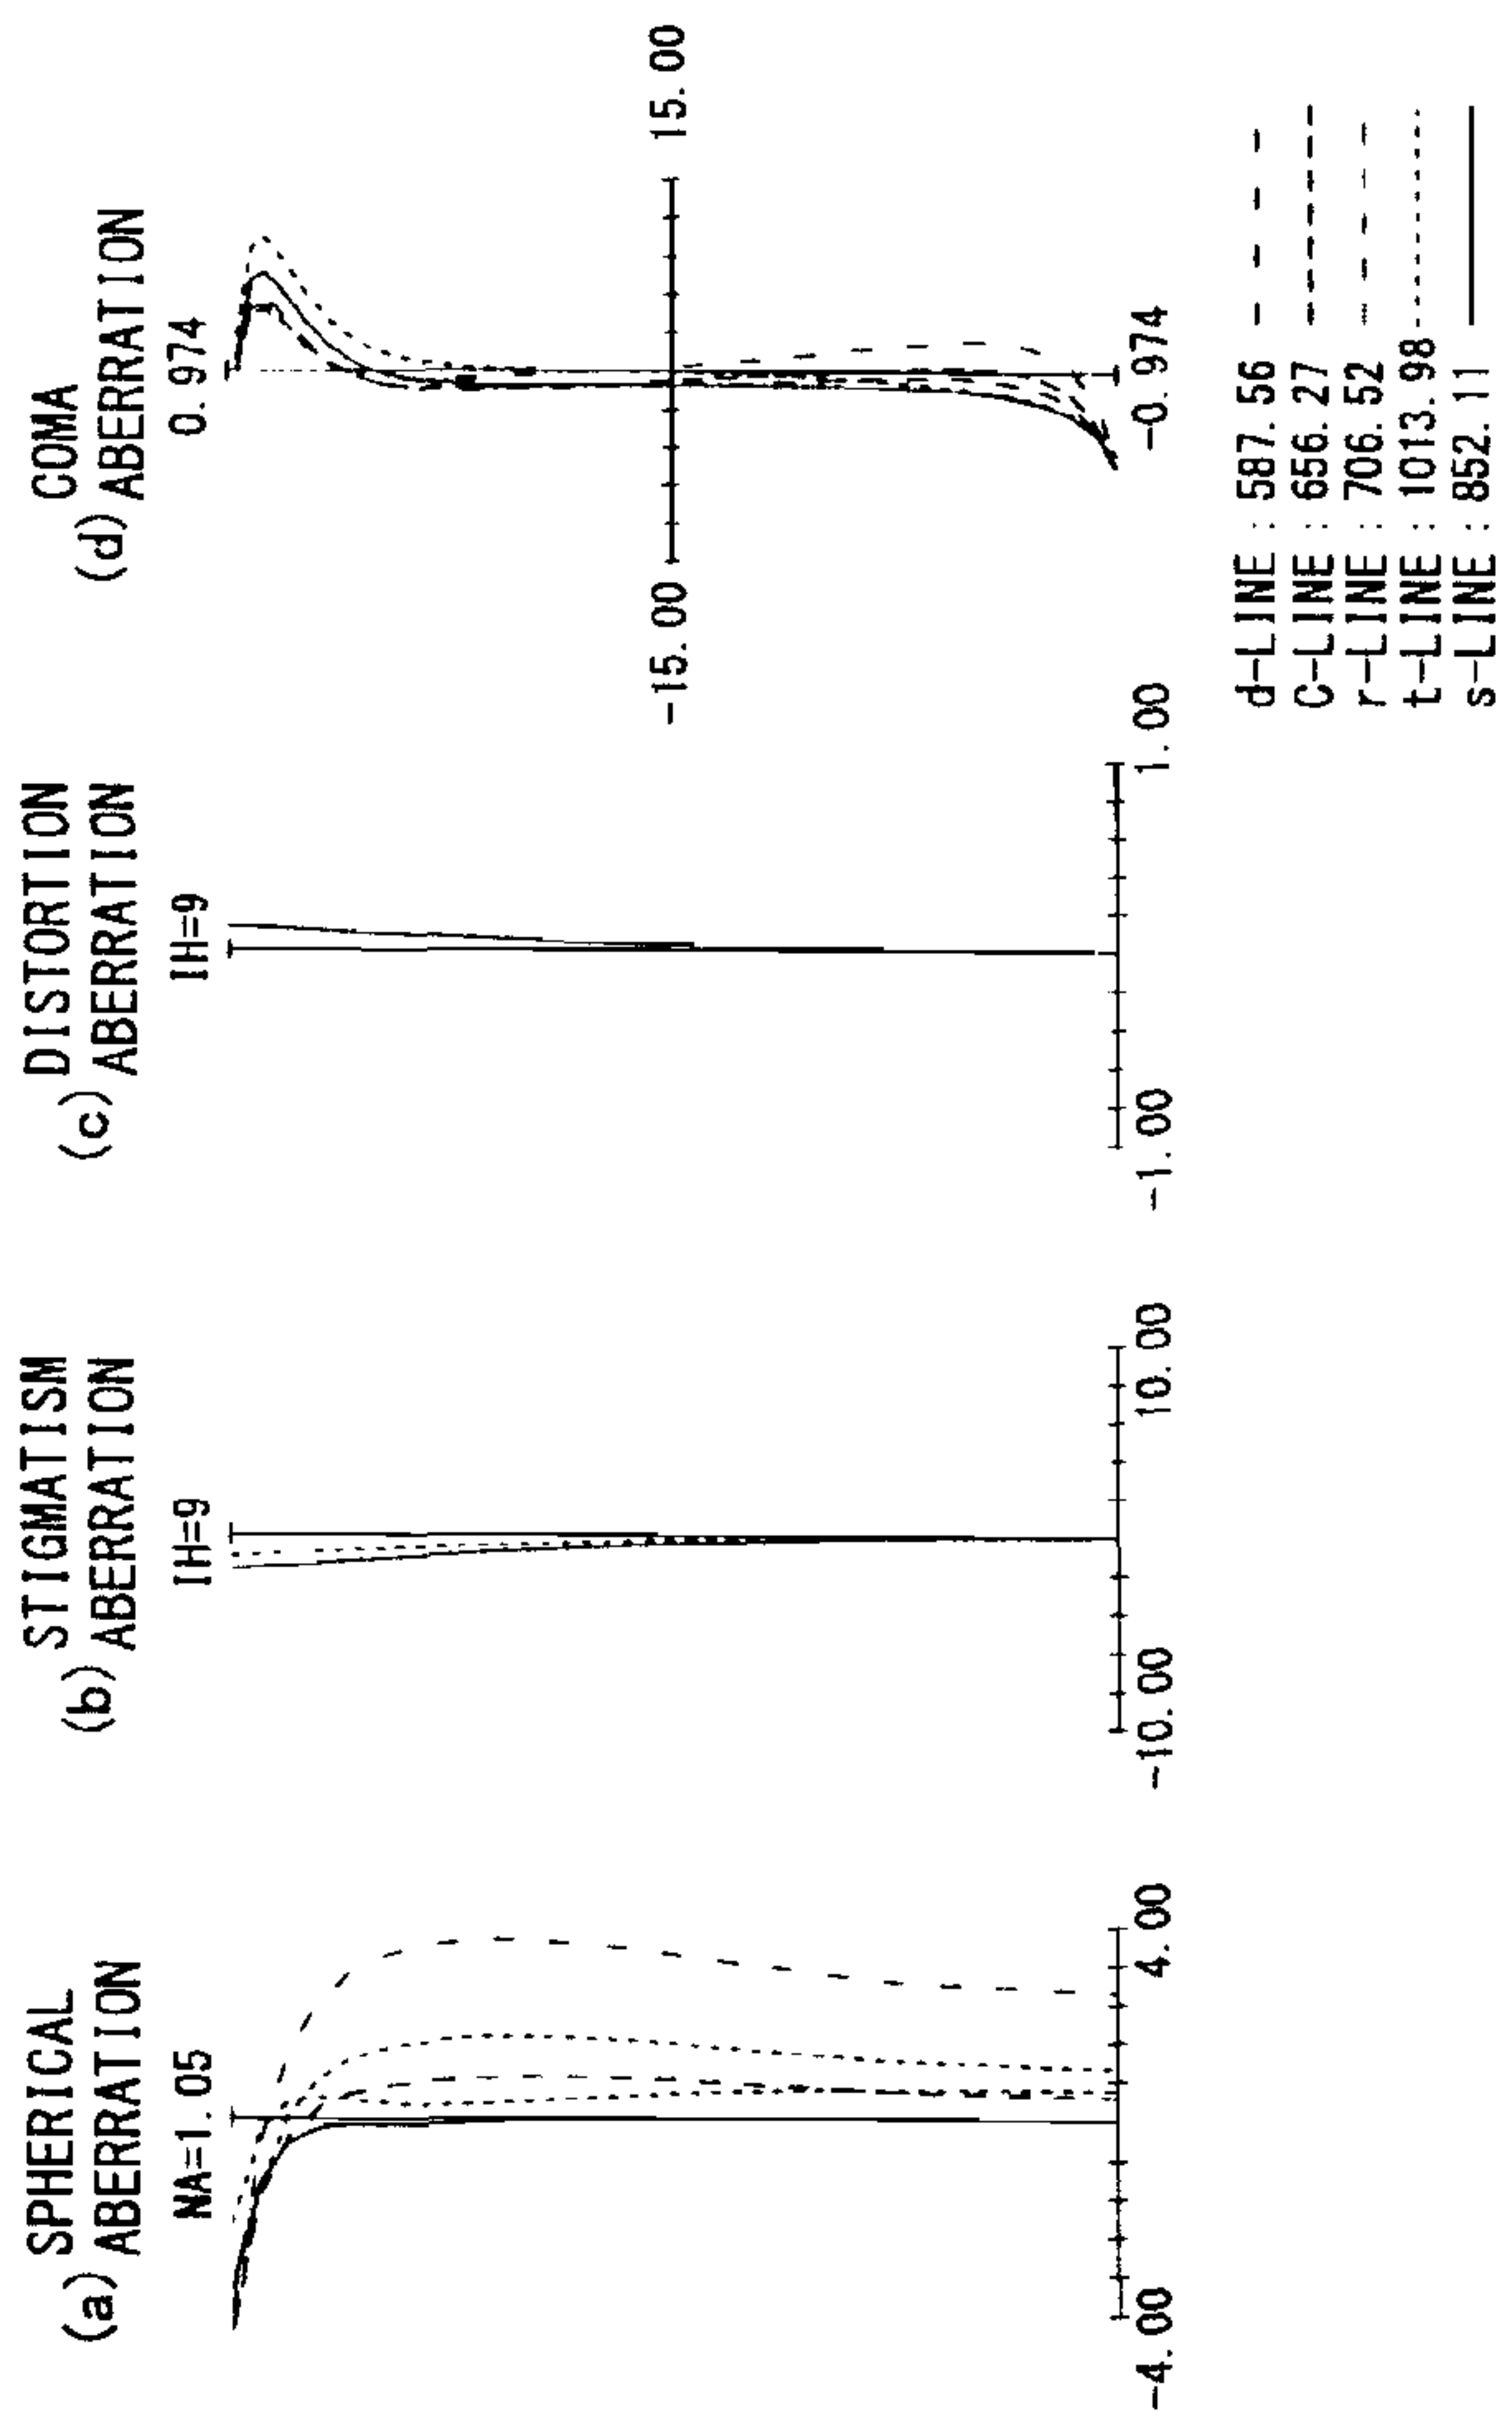 SPHERICAL
(a) ABERRATION
NA=1.05
-4.00
4.00
STIGMATISM
(b) ABERRATION
IH=9
-10.00
10.00
DISTORTION
(c) ABERRATION
IH=9
-1.00
1.00
COMA
(d) ABERRATION
0.974
-15.00
15.00
-0.974
d-LINE : 587.56
C-LINE : 656.27
r-LINE : 706.52
t-LINE : 1013.98
s-LINE : 852.11